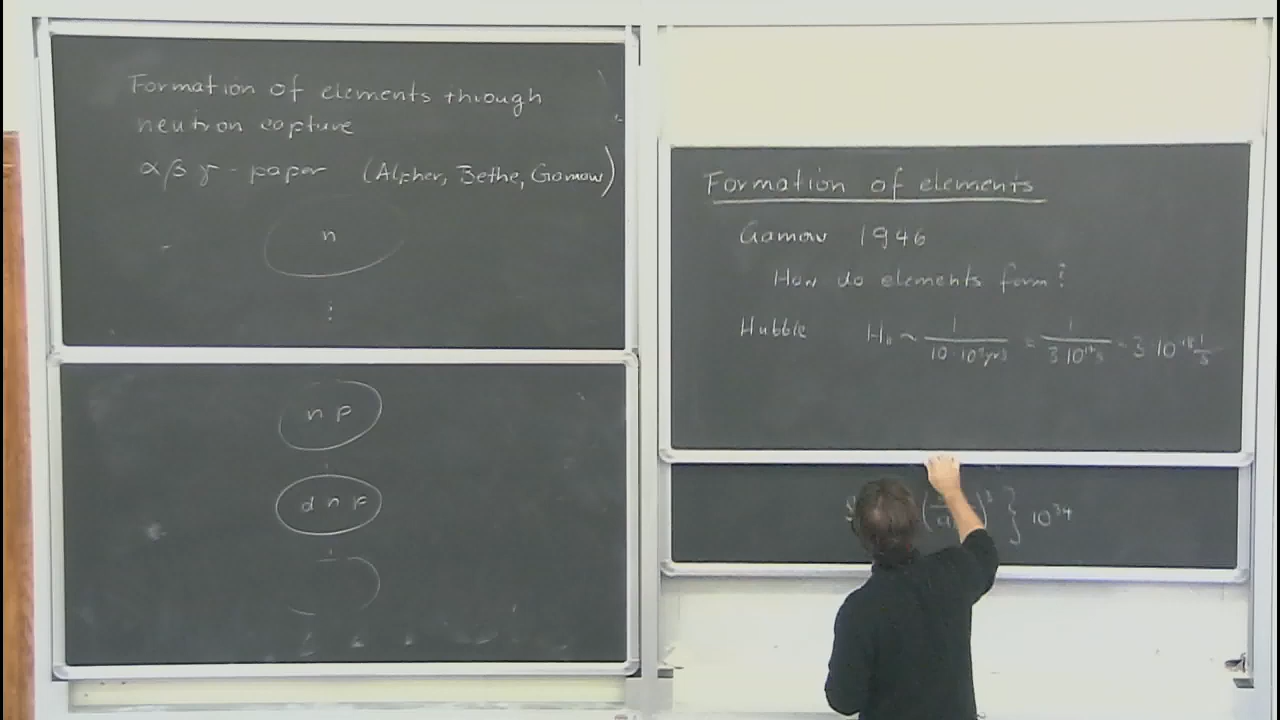 Formation of elements through
neutron capture
α β γ - paper (Alpher, Bethe, Gamow)
n
⋮
n p
d n p
Formation of elements
Gamow 1946
How do elements form?
Hubble H₀ ~ 1/(10·10⁹yrs) = 1/(3 10¹⁷s) = 3·10⁻¹⁸ 1/s
)³ } 10³⁴